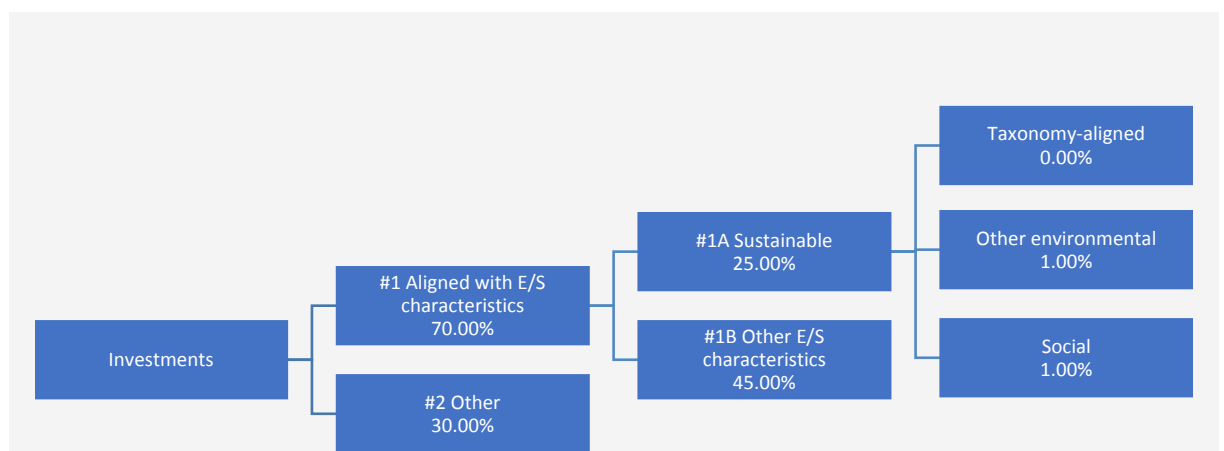 Investments
#1 Aligned with E/S
characteristics
70.00%
#2 Other
30.00%
#1A Sustainable
25.00%
#1B Other E/S
characteristics
45.00%
Taxonomy-aligned
0.00%
Other environmental
1.00%
Social
1.00%